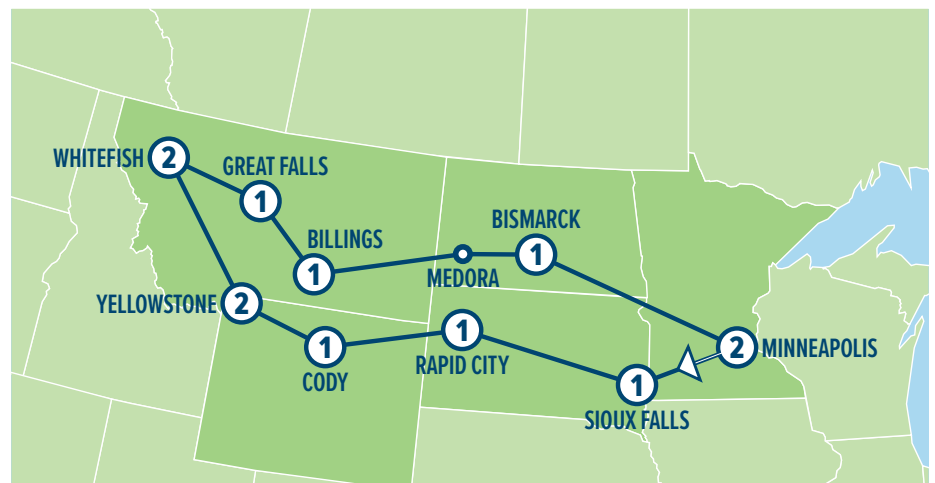 WHITEFISH 2
GREAT FALLS
1
BILLINGS
1
BISMARCK
1
MEDORA
YELLOWSTONE 2
1
CODY
1
RAPID CITY
2 MINNEAPOLIS
1
SIOUX FALLS